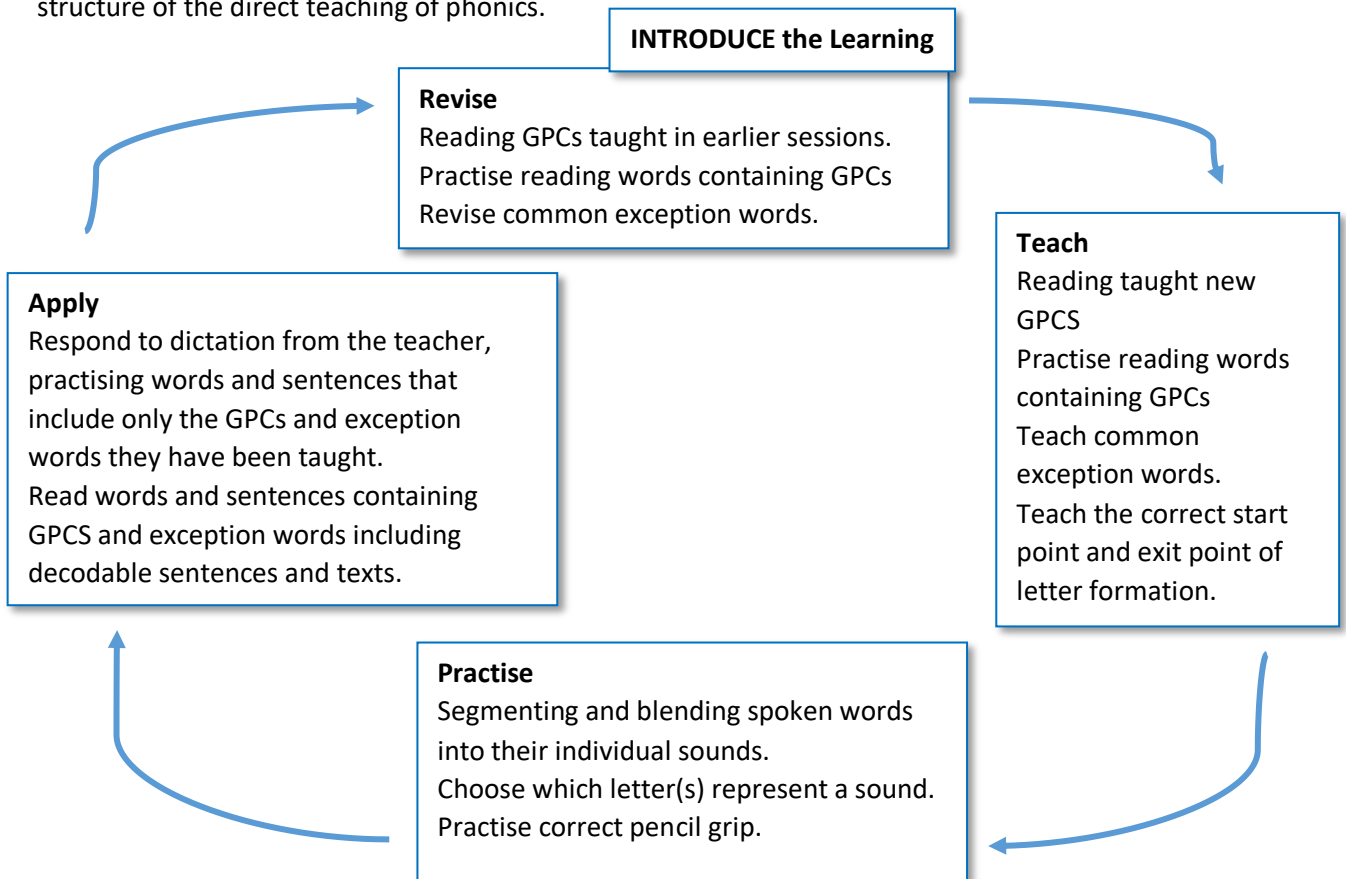 structure of the direct teaching of phonics.
INTRODUCE the Learning
Revise
Reading GPCs taught in earlier sessions.
Practise reading words containing GPCs
Revise common exception words.
Teach
Reading taught new
GPCS
Practise reading words
containing GPCs
Teach common
exception words.
Teach the correct start
point and exit point of
letter formation.
Practise
Segmenting and blending spoken words
into their individual sounds.
Choose which letter(s) represent a sound.
Practise correct pencil grip.
Apply
Respond to dictation from the teacher,
practising words and sentences that
include only the GPCs and exception
words they have been taught.
Read words and sentences containing
GPCS and exception words including
decodable sentences and texts.